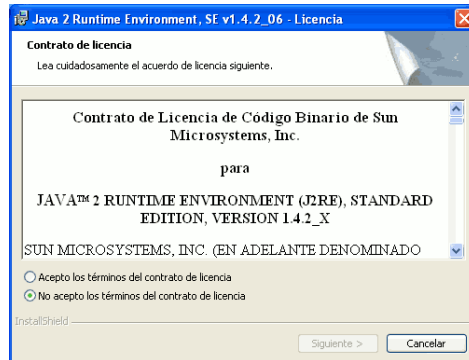 Java 2 Runtime Environment, SE v1.4.2_06 - Licencia
Contrato de licencia
Lea cuidadosamente el acuerdo de licencia siguiente.
Contrato de Licencia de Código Binario de Sun
Microsystems, Inc.
para
JAVA™ 2 RUNTIME ENVIRONMENT (J2RE), STANDARD
EDITION, VERSION 1.4.2_X
SUN MICROSYSTEMS, INC. (EN ADELANTE DENOMINADO
Acepto los términos del contrato de licencia
No acepto los términos del contrato de licencia
InstallShield
Siguiente >
Cancelar